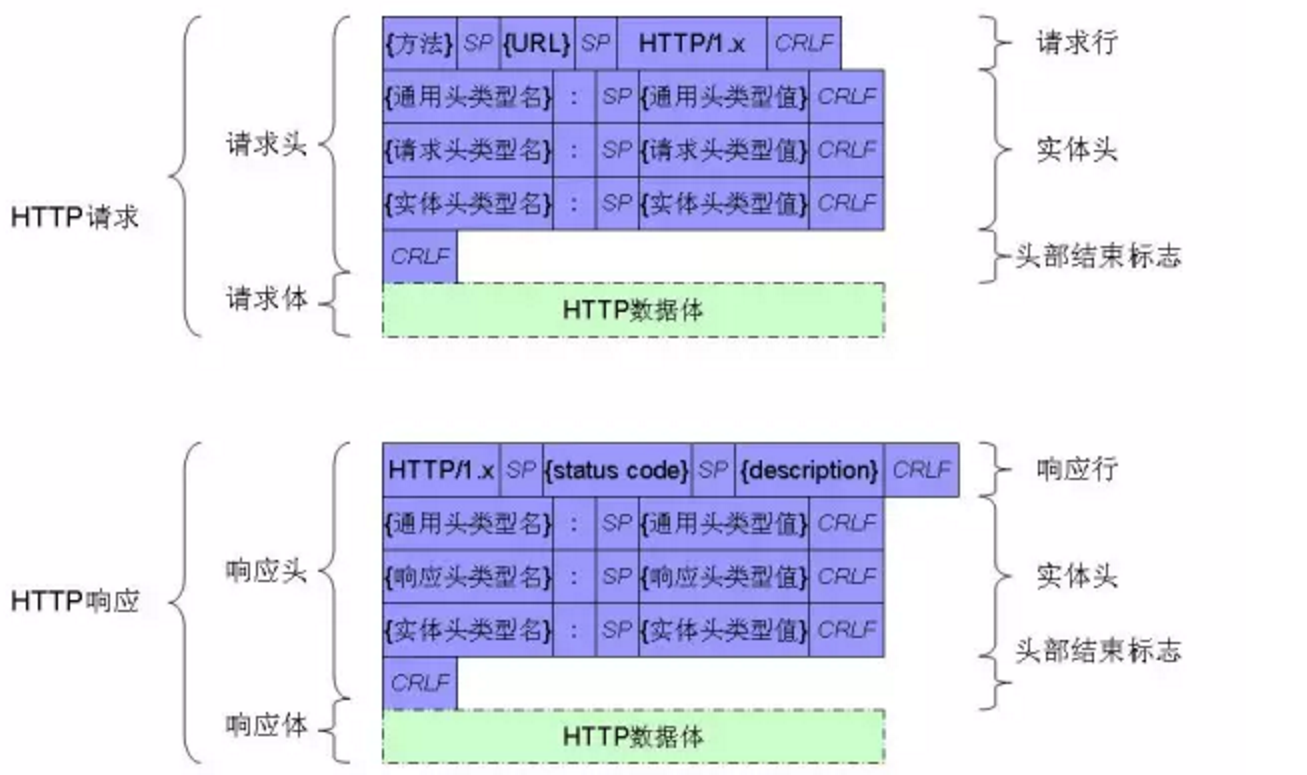 {方法} SP {URL} SP HTTP/1.x CRLF 请求行
{通用头类型名} : SP {通用头类型值} CRLF
请求头 {请求头类型名} : SP {请求头类型值} CRLF 实体头
{实体头类型名} : SP {实体头类型值} CRLF
HTTP请求
CRLF 头部结束标志
请求体 HTTP数据体
HTTP/1.x SP {status code} SP {description} CRLF 响应行
{通用头类型名} : SP {通用头类型值} CRLF
响应头 {响应头类型名} : SP {响应头类型值} CRLF 实体头
HTTP响应
{实体头类型名} : SP {实体头类型值} CRLF
头部结束标志
CRLF
响应体 HTTP数据体